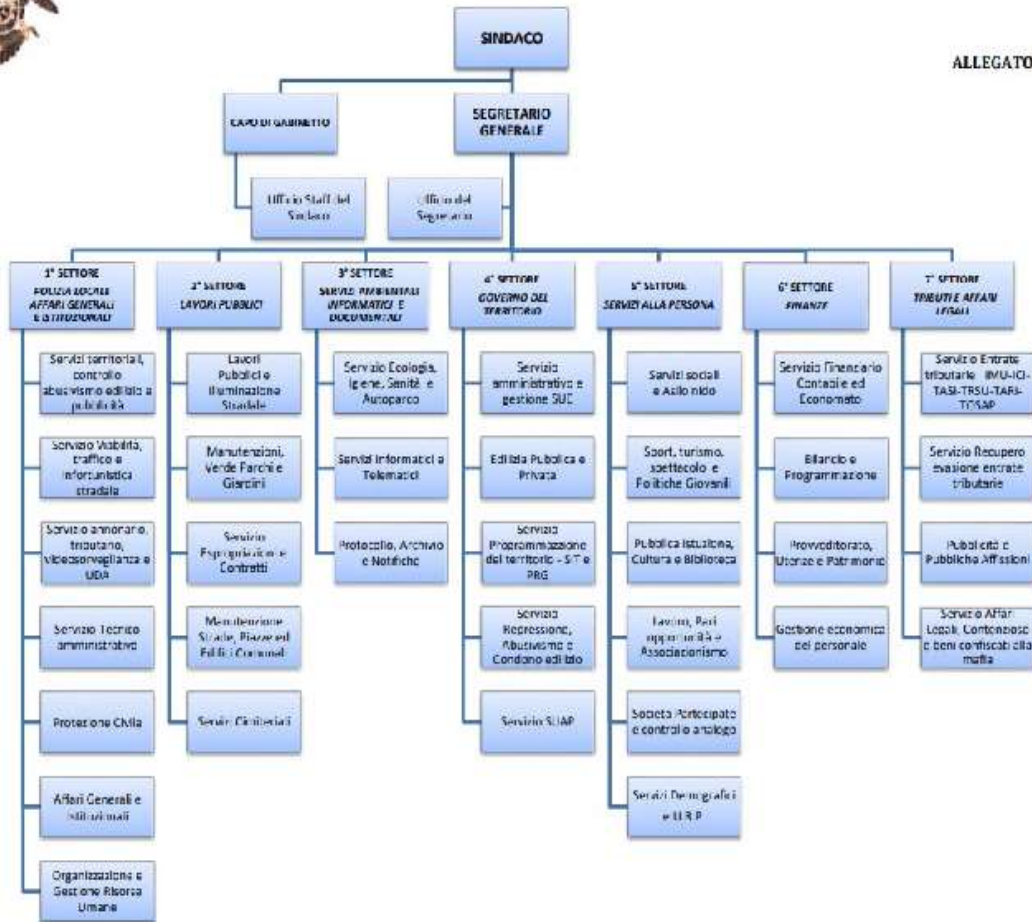 SINDACO
ALLEGATO
CAPO DI GABINETTO
SEGRETARIO
GENERALE
Ufficio Staff del
Sindaco
Ufficio del
Segretario
1° SETTORE
POLIZIA LOCALE
AFFARI GENERALI
E ISTITUZIONALI
2° SETTORE
LAVORI PUBBLICI
3° SETTORE
SERVIZI AMBIENTALI
INFORMATICI E
DOCUMENTALI
4° SETTORE
GOVERNO DEL
TERRITORIO
5° SETTORE
SERVIZI ALLA PERSONA
6° SETTORE
FINANZE
7° SETTORE
TRIBUTI E AFFARI
LEGALI
Servizi territoriali,
controllo
abusivismo edilizio e
pubblicità
Servizio Viabilità,
traffico e
infortunistica
stradale
Servizio annonario,
tributario,
videosorveglianza e
UDA
Servizio Tecnico
amministrativo
Protezione Civile
Affari Generali e
Istituzionali
Organizzazione e
Gestione Risorse
Umane
Lavori
Pubblici e
Illuminazione
Stradale
Manutenzioni,
Verde Parchi e
Giardini
Servizio
Espropriazioni e
Contratti
Manutenzione
Strade, Piazze ed
Edifici Comunali
Servizi Cimiteriali
Servizio Ecologia,
Igiene, Sanità e
Autoparco
Servizi Informatici e
Telematici
Protocollo, Archivio
e Notifiche
Servizio
amministrativo e
gestione SUE
Edilizia Pubblica e
Privata
Servizio
Programmazione
del territorio - SIT e
PRG
Servizio
Repressione,
Abusivismo e
Condono edilizio
Servizio SUAP
Servizi sociali
e Asilo nido
Sport, turismo,
spettacolo e
Politiche Giovanili
Pubblica Istruzione,
Cultura e Biblioteca
Lavoro, Pari
opportunità e
Associazionismo
Società Partecipate
e controllo analogo
Servizi Demografici
e U.R.P
Servizio Finanziario
Contabile ed
Economato
Bilancio e
Programmazione
Provveditorato,
Utenze e Patrimonio
Gestione economica
del personale
Servizio Entrate
tributarie IMU-ICI-
TASI-TRSU-TARI-
TOSAP
Servizio Recupero
evasione entrate
tributarie
Pubblicità e
Pubbliche Affissioni
Servizio Affari
Legali, Contenzioso
e beni confiscati alla
mafia